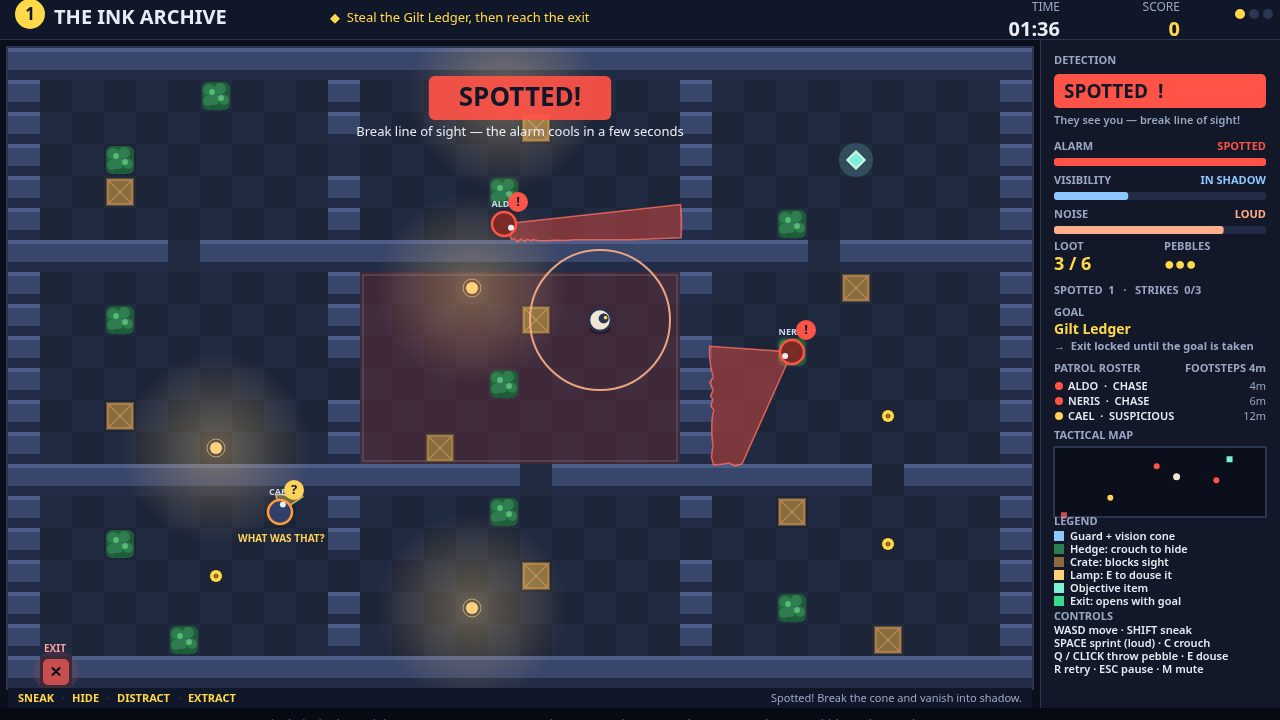 1 THE INK ARCHIVE
◆ Steal the Gilt Ledger, then reach the exit
TIME
01:36
SCORE
0
SPOTTED!
Break line of sight — the alarm cools in a few seconds
!
!
NER
?
WHAT WAS THAT?
EXIT
×
SNEAK · HIDE · DISTRACT · EXTRACT
Spotted! Break the cone and vanish into shadow.
DETECTION
SPOTTED !
They see you — break line of sight!
ALARM SPOTTED
VISIBILITY IN SHADOW
NOISE LOUD
LOOT PEBBLES
3 / 6 ●●●
SPOTTED 1 · STRIKES 0/3
GOAL
Gilt Ledger
→ Exit locked until the goal is taken
PATROL ROSTER FOOTSTEPS 4m
ALDO · CHASE 4m
NERIS · CHASE 6m
CAEL · SUSPICIOUS 12m
TACTICAL MAP
LEGEND
Guard + vision cone
Hedge: crouch to hide
Crate: blocks sight
Lamp: E to douse it
Objective item
Exit: opens with goal
CONTROLS
WASD move · SHIFT sneak
SPACE sprint (loud) · C crouch
Q / CLICK throw pebble · E douse
R retry · ESC pause · M mute